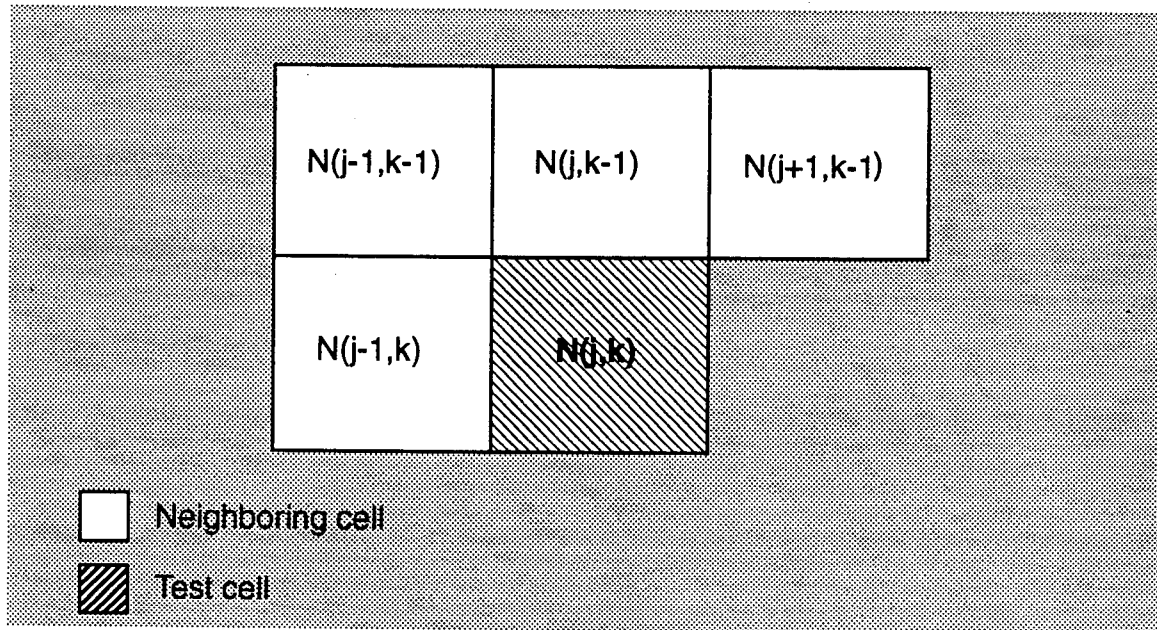 N(j-1,k-1) N(j,k-1) N(j+1,k-1)
N(j-1,k) N(j,k)
Neighboring cell
Test cell